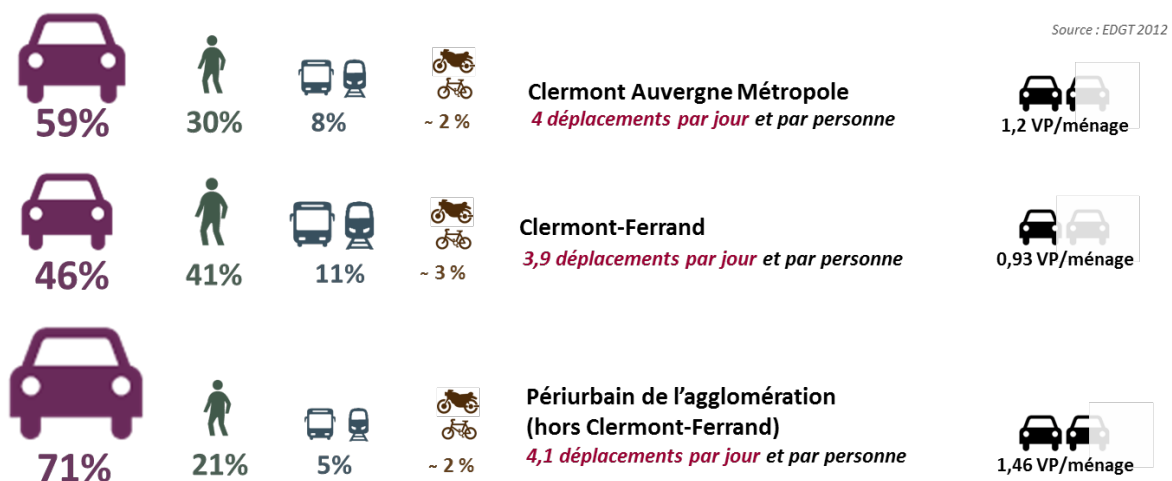 Source : EDGT 2012
59%
30%
8%
~ 2 %
Clermont Auvergne Métropole
4 déplacements par jour et par personne
1,2 VP/ménage
46%
41%
11%
~ 3 %
Clermont-Ferrand
3,9 déplacements par jour et par personne
0,93 VP/ménage
71%
21%
5%
~ 2 %
Périurbain de l’agglomération
(hors Clermont-Ferrand)
4,1 déplacements par jour et par personne
1,46 VP/ménage